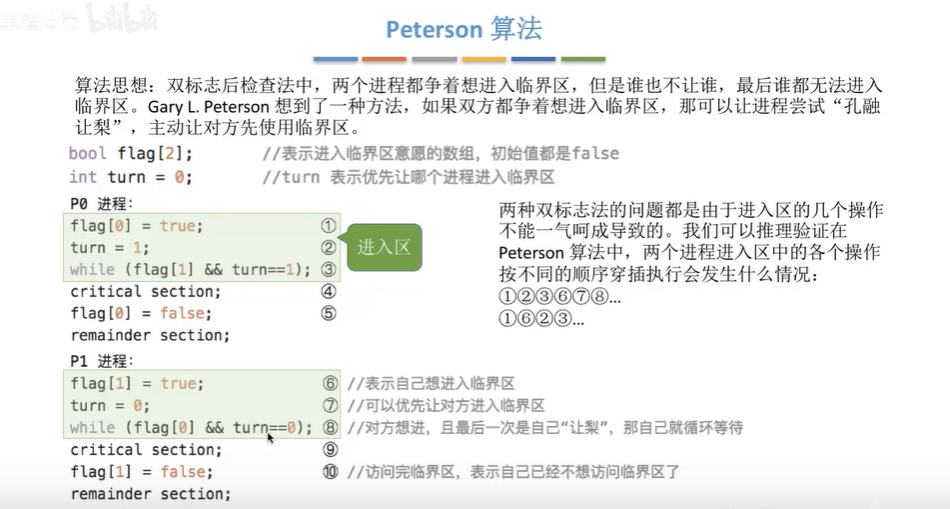 bilibili
Peterson 算法
算法思想：双标志后检查法中，两个进程都争着想进入临界区，但是谁也不让谁，最后谁都无法进入
临界区。Gary L. Peterson 想到了一种方法，如果双方都争着想进入临界区，那可以让进程尝试“孔融
让梨”，主动让对方先使用临界区。
bool flag[2]; //表示进入临界区意愿的数组，初始值都是false
int turn = 0; //turn 表示优先让哪个进程进入临界区
P0 进程：
flag[0] = true; ①
turn = 1; ②
while (flag[1] && turn==1); ③
critical section; ④
flag[0] = false; ⑤
remainder section;
进入区
两种双标志法的问题都是由于进入区的几个操作
不能一气呵成导致的。我们可以推理验证在
Peterson 算法中，两个进程进入区中的各个操作
按不同的顺序穿插执行会发生什么情况：
①②③⑥⑦⑧…
①⑥②③…
P1 进程：
flag[1] = true; ⑥ //表示自己想进入临界区
turn = 0; ⑦ //可以优先让对方进入临界区
while (flag[0] && turn==0); ⑧ //对方想进，且最后一次是自己“让梨”，那自己就循环等待
critical section; ⑨
flag[1] = false; ⑩ //访问完临界区，表示自己已经不想访问临界区了
remainder section;